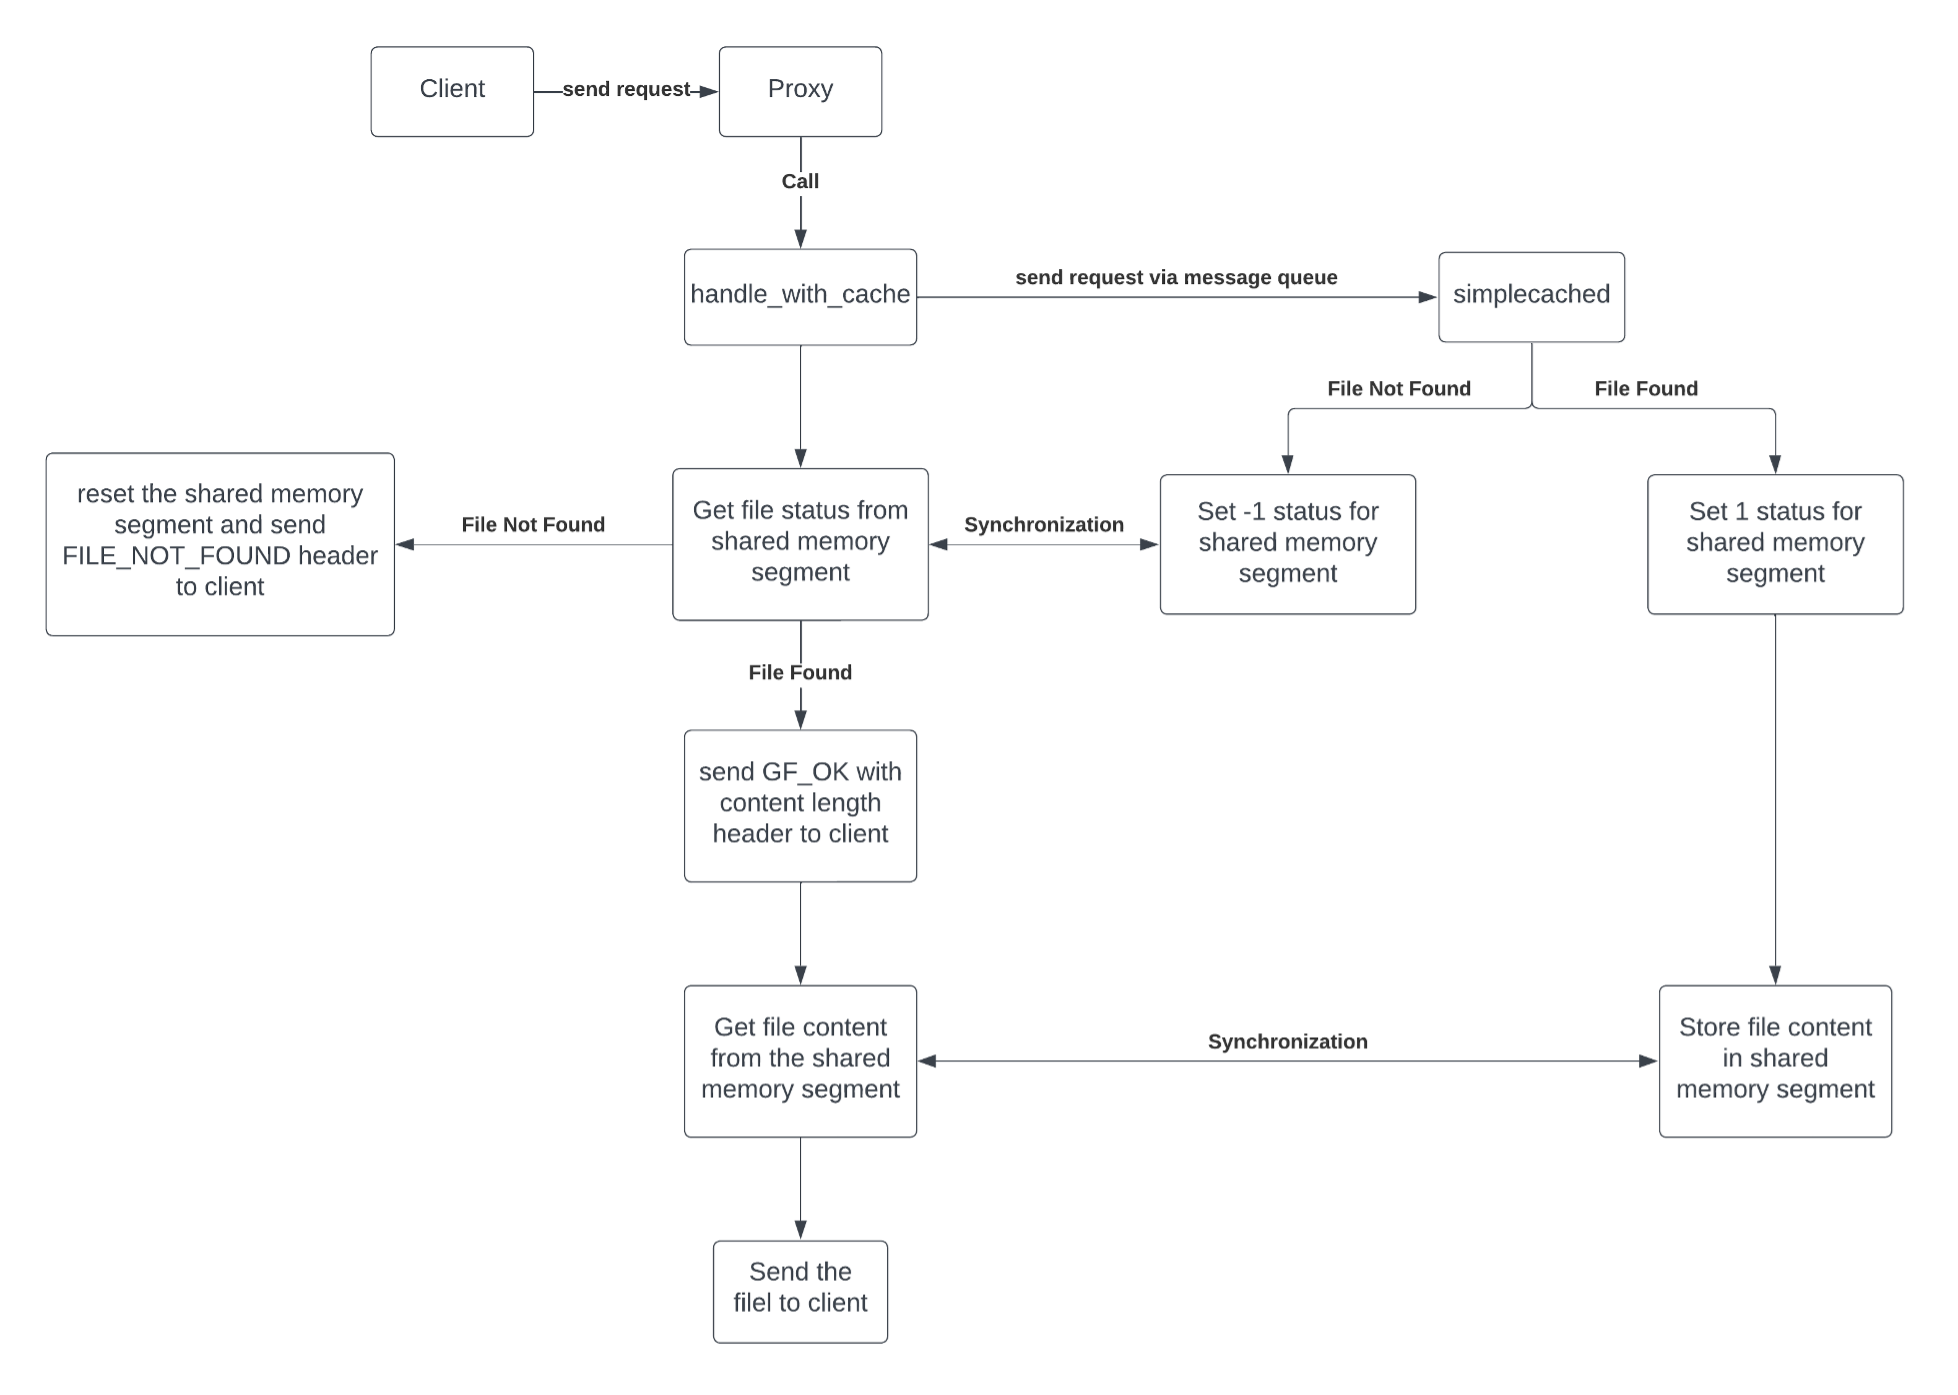 Client
send request
Proxy
Call
handle_with_cache
send request via message queue
simplecached
File Not Found
File Found
reset the shared memory
segment and send
FILE_NOT_FOUND header
to client
File Not Found
Get file status from
shared memory
segment
Synchronization
Set -1 status for
shared memory
segment
Set 1 status for
shared memory
segment
File Found
send GF_OK with
content length
header to client
Get file content
from the shared
memory segment
Synchronization
Store file content
in shared
memory segment
Send the
filel to client